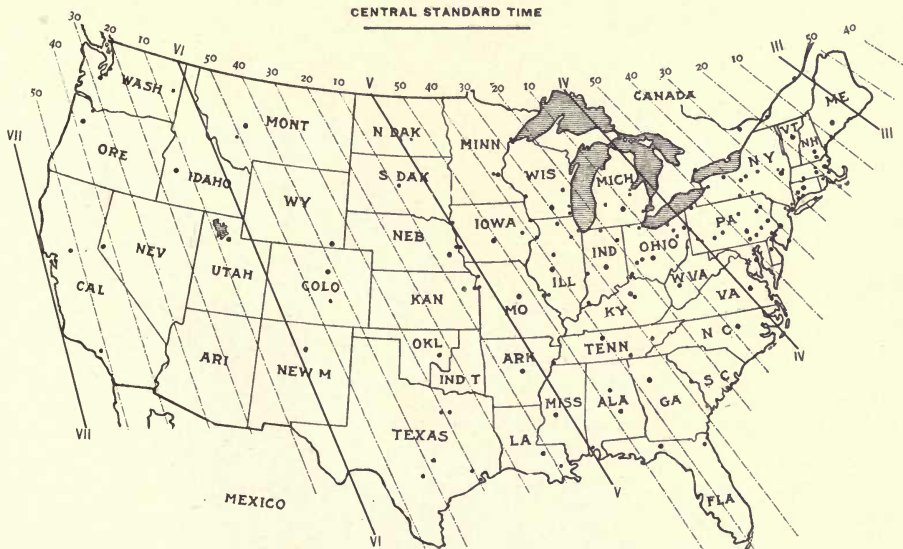 CENTRAL STANDARD TIME
30
20
10
VI
50
40
30
20
10
V
50
40
30
20
10
IV
50
40
30
20
10
III
50
40
40
50
VII
WASH
MONT
N DAK
MINN
CANADA
ME
III
VT
NH
ORE
IDAHO
S DAK
WIS
MICH
N Y
WY
IOWA
PA
NEB
NEV
UTAH
COLO
ILL
IND
OHIO
W VA
CAL
KAN
MO
KY
VA
IV
ARI
NEW M
OKL
IND T
ARK
TENN
N C
S C
MISS
ALA
GA
TEXAS
LA
VII
MEXICO
VI
V
FLA